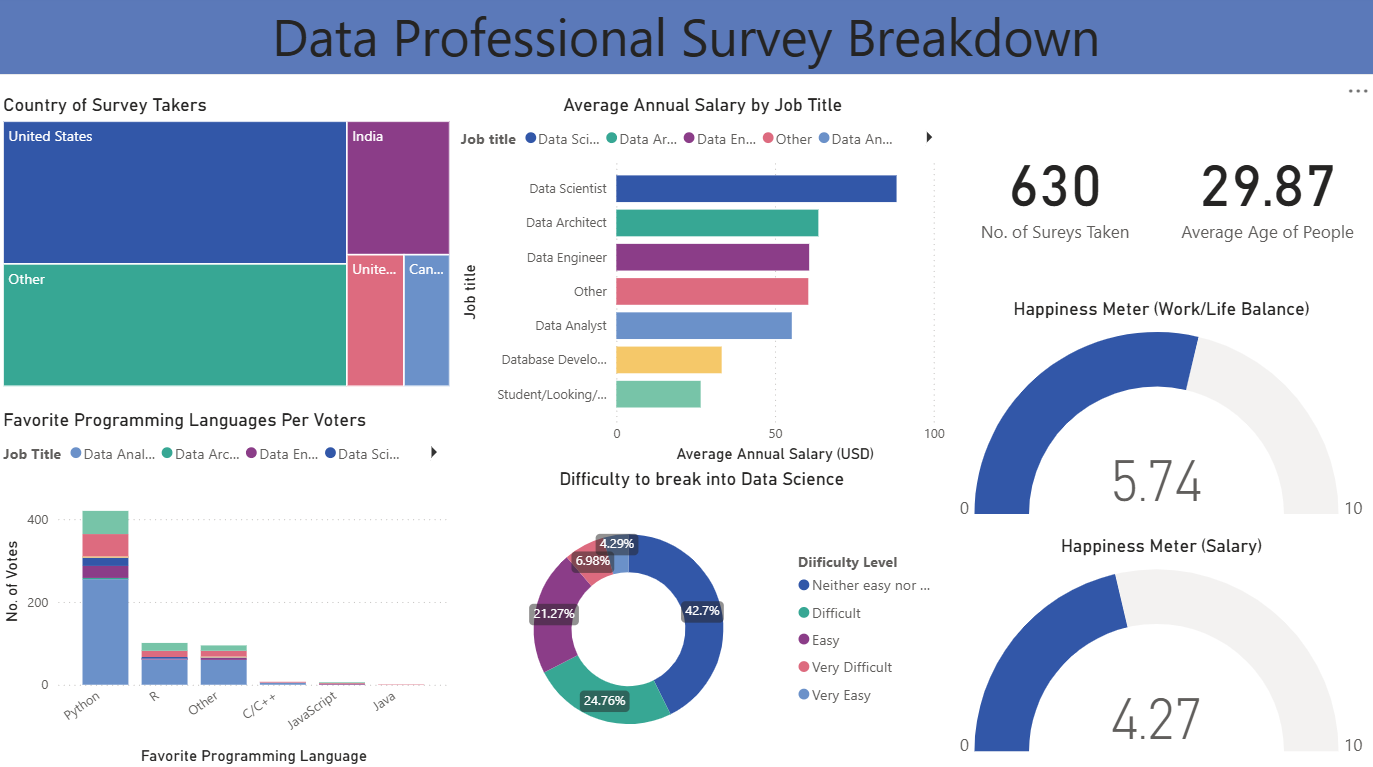 Data Professional Survey Breakdown
Country of Survey Takers
United States
India
Other
Unite...
Can...
Average Annual Salary by Job Title
Job title Data Sci... Data Ar... Data En... Other Data An...
Job title
Data Scientist
Data Architect
Data Engineer
Other
Data Analyst
Database Develo...
Student/Looking/...
0 50 100
Average Annual Salary (USD)
630
No. of Sureys Taken
29.87
Average Age of People
Happiness Meter (Work/Life Balance)
5.74
0 10
Favorite Programming Languages Per Voters
Job Title Data Anal... Data Arc... Data En... Data Sci...
No. of Votes
400
200
0
Python R Other C/C++ JavaScript Java
Favorite Programming Language
Difficulty to break into Data Science
4.29%
6.98%
21.27%
42.7%
24.76%
Diifficulty Level
Neither easy nor ...
Difficult
Easy
Very Difficult
Very Easy
Happiness Meter (Salary)
4.27
0 10